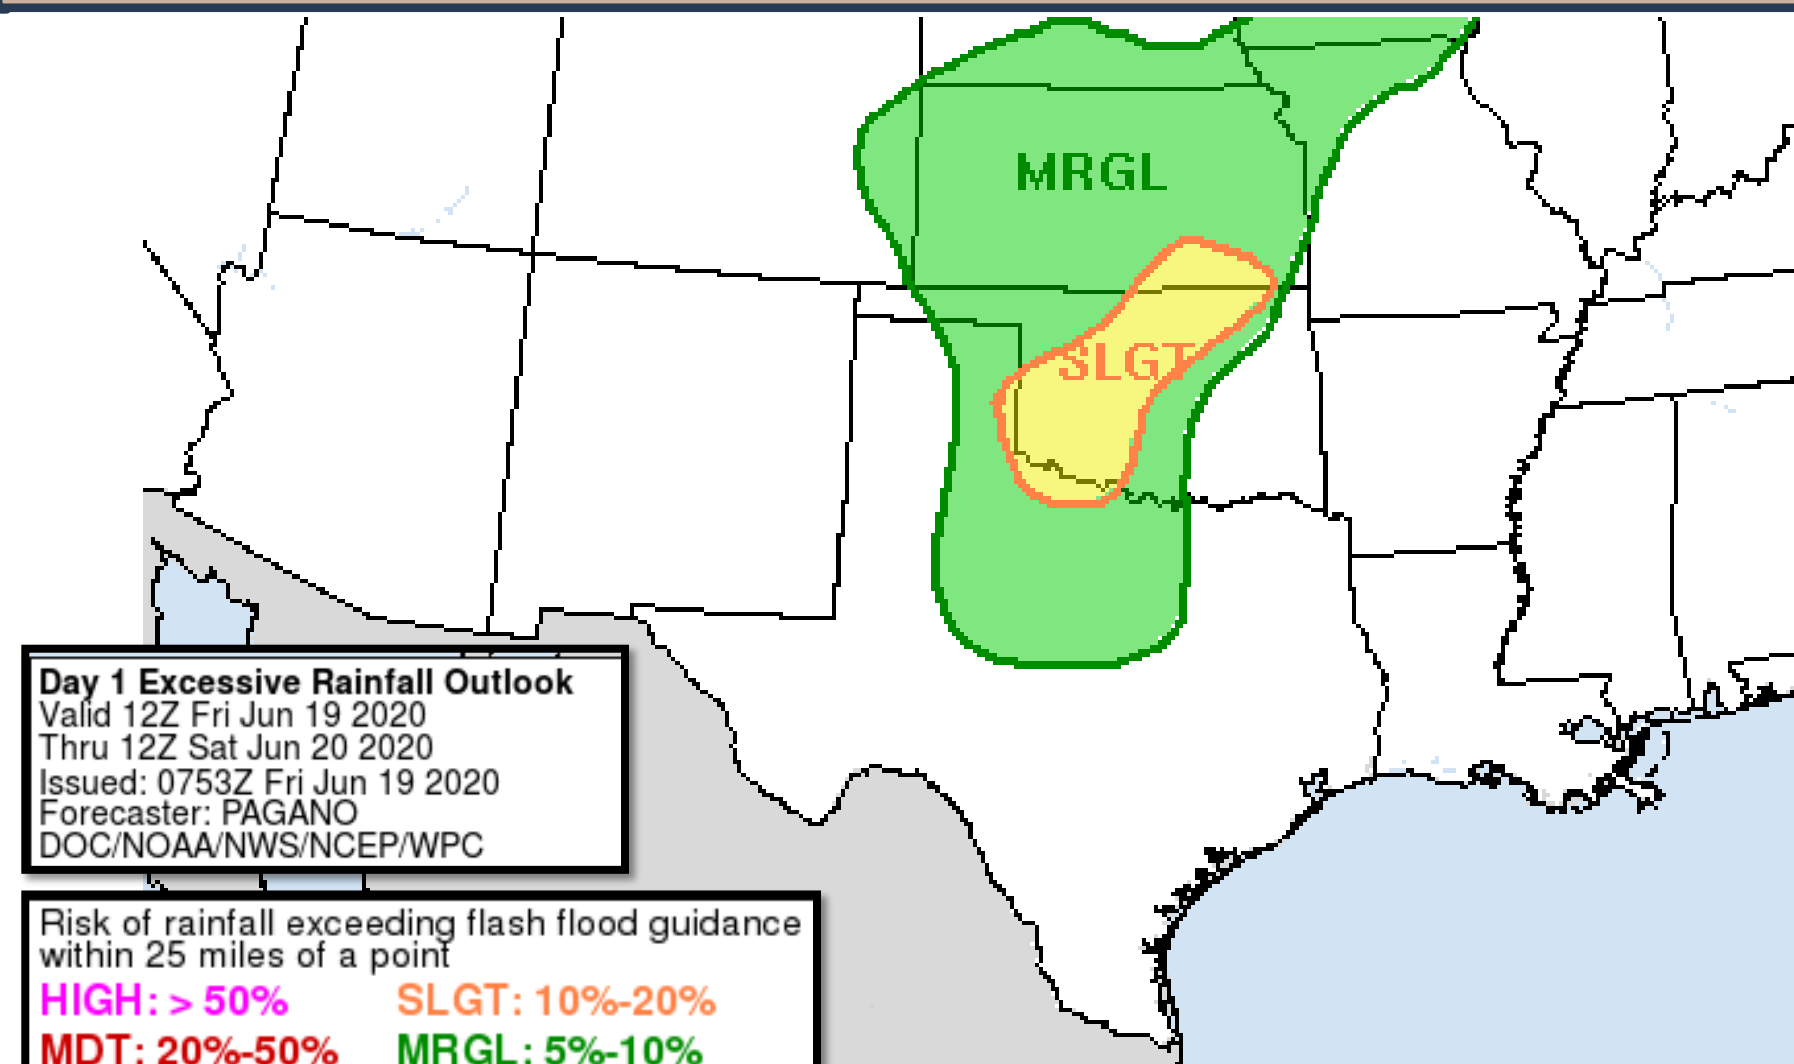 MRGL
SLGT
Day 1 Excessive Rainfall Outlook
Valid 12Z Fri Jun 19 2020
Thru 12Z Sat Jun 20 2020
Issued: 0753Z Fri Jun 19 2020
Forecaster: PAGANO
DOC/NOAA/NWS/NCEP/WPC
Risk of rainfall exceeding flash flood guidance
within 25 miles of a point
HIGH: > 50% SLGT: 10%-20%
MDT: 20%-50% MRGL: 5%-10%